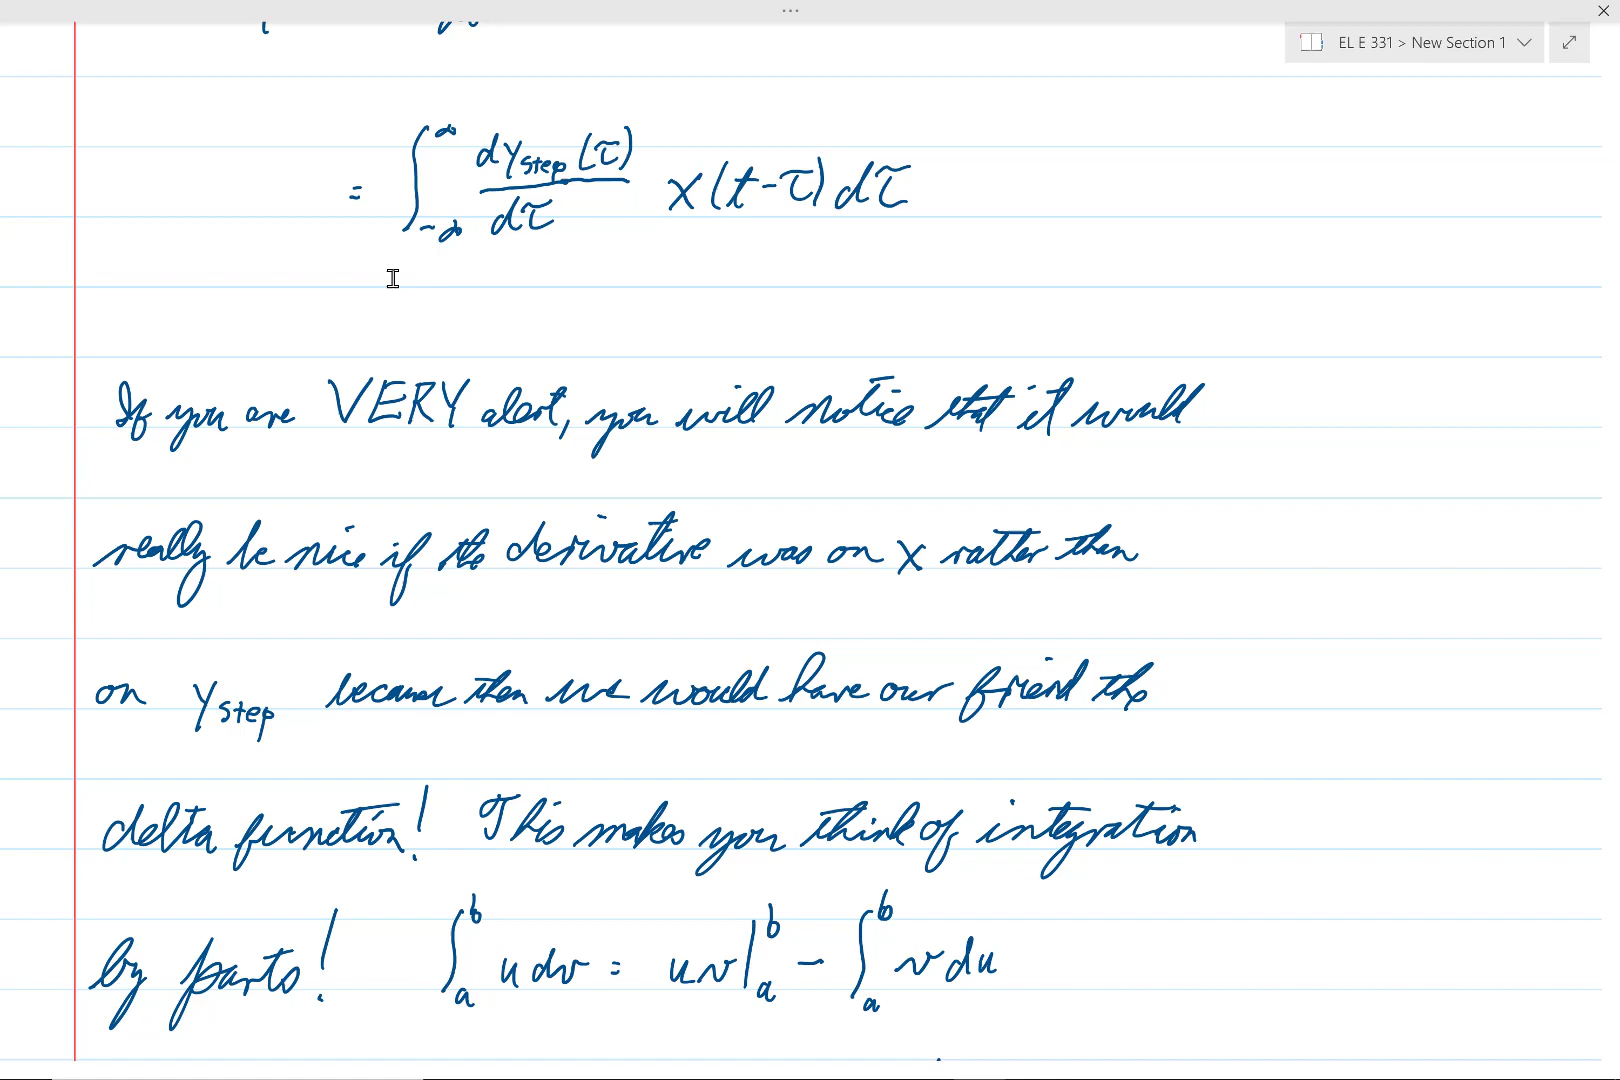 EL E 331 > New Section 1
= ∫_{-∞}^{∞} dy_step(τ)/dτ x(t-τ) dτ
If you are VERY alert, you will notice that it would
really be nice if the derivative was on x rather than
on y_step because then we would have our friend the
delta function! This makes you think of integration
by parts! ∫_a^b u dv = uv|_a^b - ∫_a^b v du